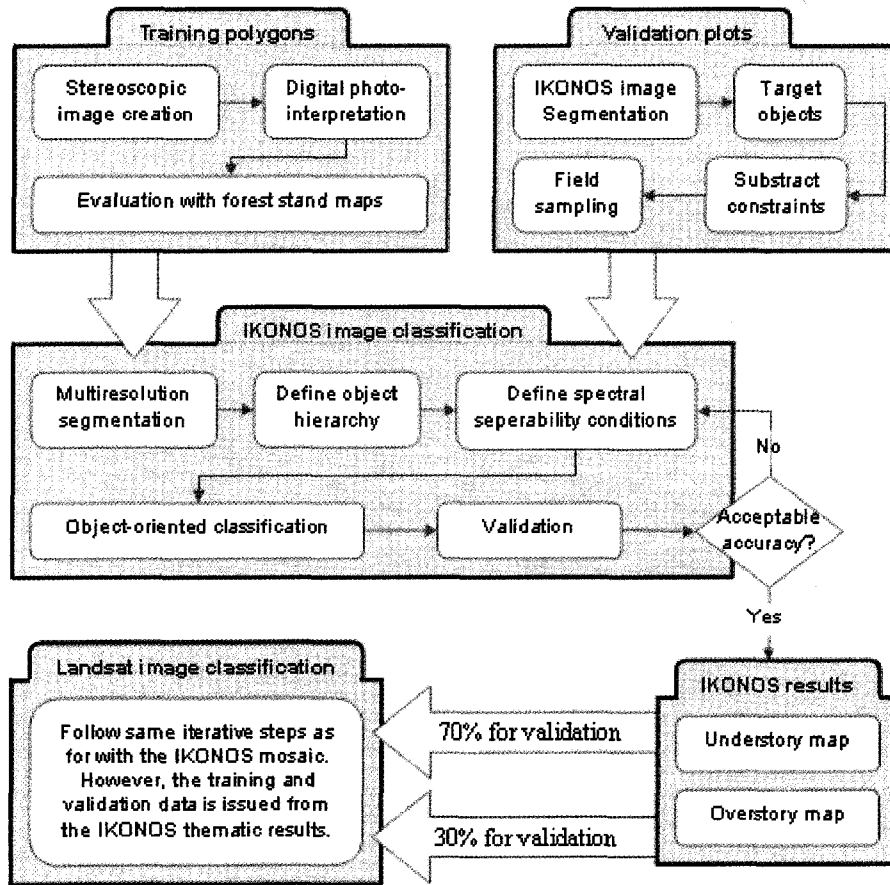 Training polygons
Stereoscopic
image creation
Digital photo-
interpretation
Evaluation with forest stand maps
Validation plots
IKONOS image
Segmentation
Target
objects
Field
sampling
Substract
constraints
IKONOS image classification
Multiresolution
segmentation
Define object
hierarchy
Define spectral
seperability conditions
No
Object-oriented classification
Validation
Acceptable
accuracy?
Yes
Landsat image classification
Follow same iterative steps as
for with the IKONOS mosaic.
However, the training and
validation data is issued from
the IKONOS thematic results.
70% for validation
30% for validation
IKONOS results
Understory map
Overstory map